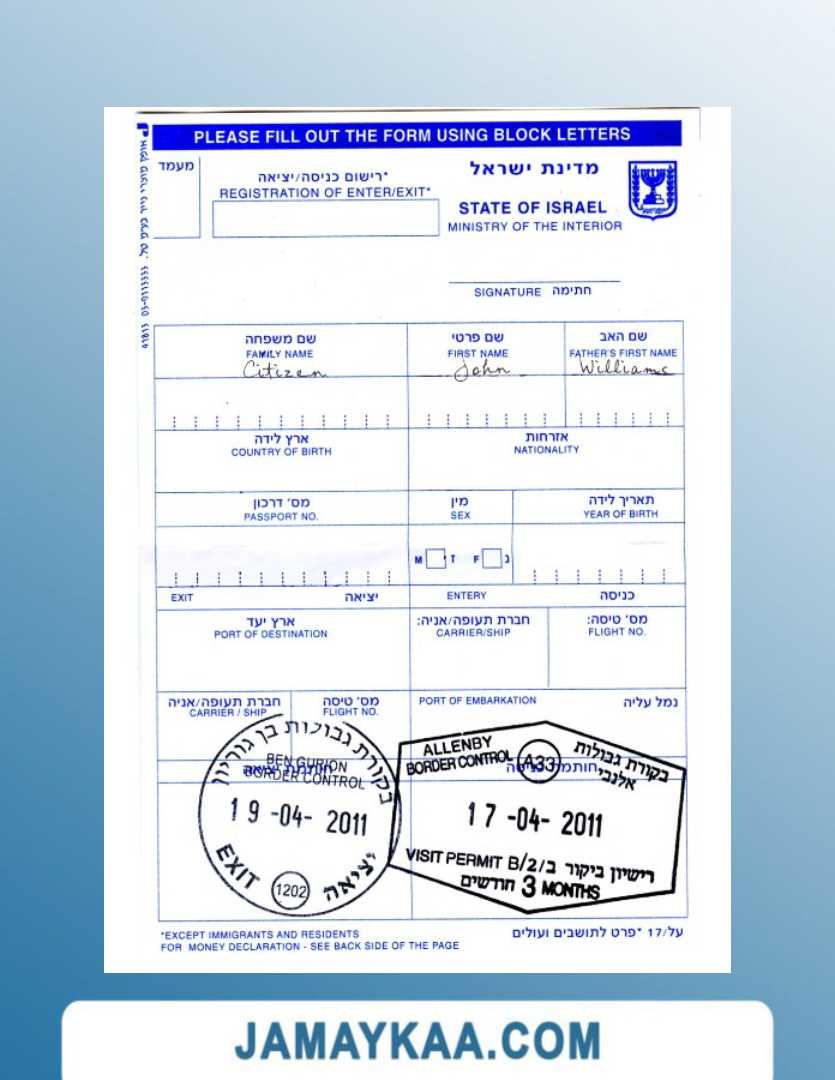 PLEASE FILL OUT THE FORM USING BLOCK LETTERS
מעמד
רישום כניסה/יציאה*
REGISTRATION OF ENTER/EXIT*
מדינת ישראל
STATE OF ISRAEL
MINISTRY OF THE INTERIOR
SIGNATURE חתימה
שם משפחה
FAMILY NAME
Citizen
שם פרטי
FIRST NAME
John
שם האב
FATHER'S FIRST NAME
Williams
ארץ לידה
COUNTRY OF BIRTH
אזרחות
NATIONALITY
מס' דרכון
PASSPORT NO.
מין
SEX
תאריך לידה
YEAR OF BIRTH
M ז F נ
EXIT יציאה
ENTERY כניסה
ארץ יעד
PORT OF DESTINATION
חברת תעופה/אניה:
CARRIER/SHIP
מס' טיסה:
FLIGHT NO.
חברת תעופה/אניה
CARRIER / SHIP
מס' טיסה
FLIGHT NO.
PORT OF EMBARKATION נמל עליה
חותמת יציאה
חותמת כניסה
ביקורת גבולות בן גוריון
BEN GURION
BORDER CONTROL
19-04-2011
EXIT 1202 יציאה
ALLENBY
BORDER CONTROL
A33
בקורת גבולות
אלנבי
17-04-2011
VISIT PERMIT B/2/רישיון ביקור ב
חודשים 3 MONTHS
*EXCEPT IMMIGRANTS AND RESIDENTS
FOR MONEY DECLARATION - SEE BACK SIDE OF THE PAGE
על/17 *פרט לתושבים ועולים
JAMAYKAA.COM